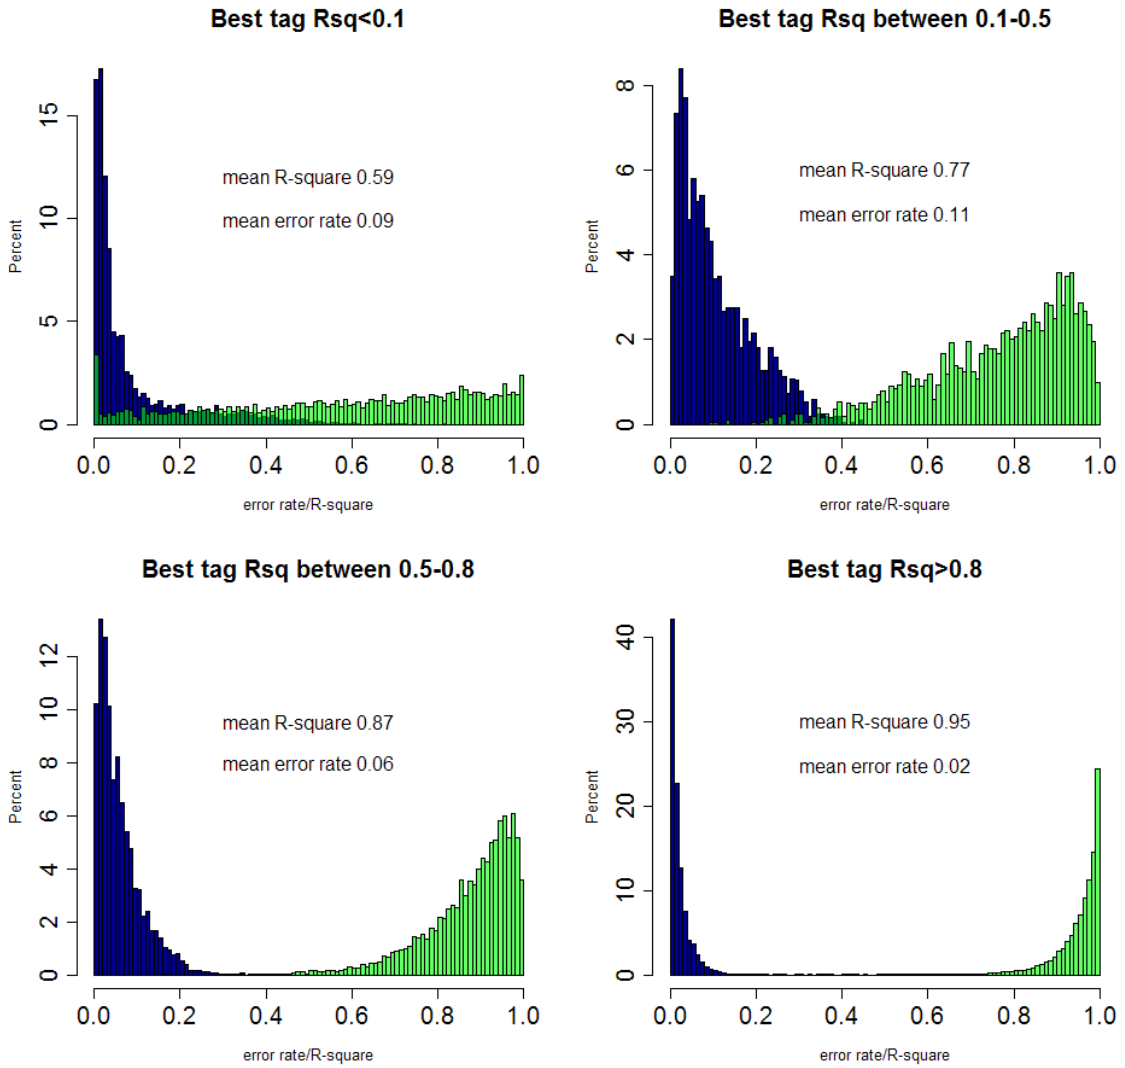 Best tag Rsq<0.1
15
10
5
0
Percent
mean R-square 0.59
mean error rate 0.09
0.0 0.2 0.4 0.6 0.8 1.0
error rate/R-square
Best tag Rsq between 0.1-0.5
8
6
4
2
0
Percent
mean R-square 0.77
mean error rate 0.11
0.0 0.2 0.4 0.6 0.8 1.0
error rate/R-square
Best tag Rsq between 0.5-0.8
12
10
8
6
4
2
0
Percent
mean R-square 0.87
mean error rate 0.06
0.0 0.2 0.4 0.6 0.8 1.0
error rate/R-square
Best tag Rsq>0.8
40
30
20
10
0
Percent
mean R-square 0.95
mean error rate 0.02
0.0 0.2 0.4 0.6 0.8 1.0
error rate/R-square